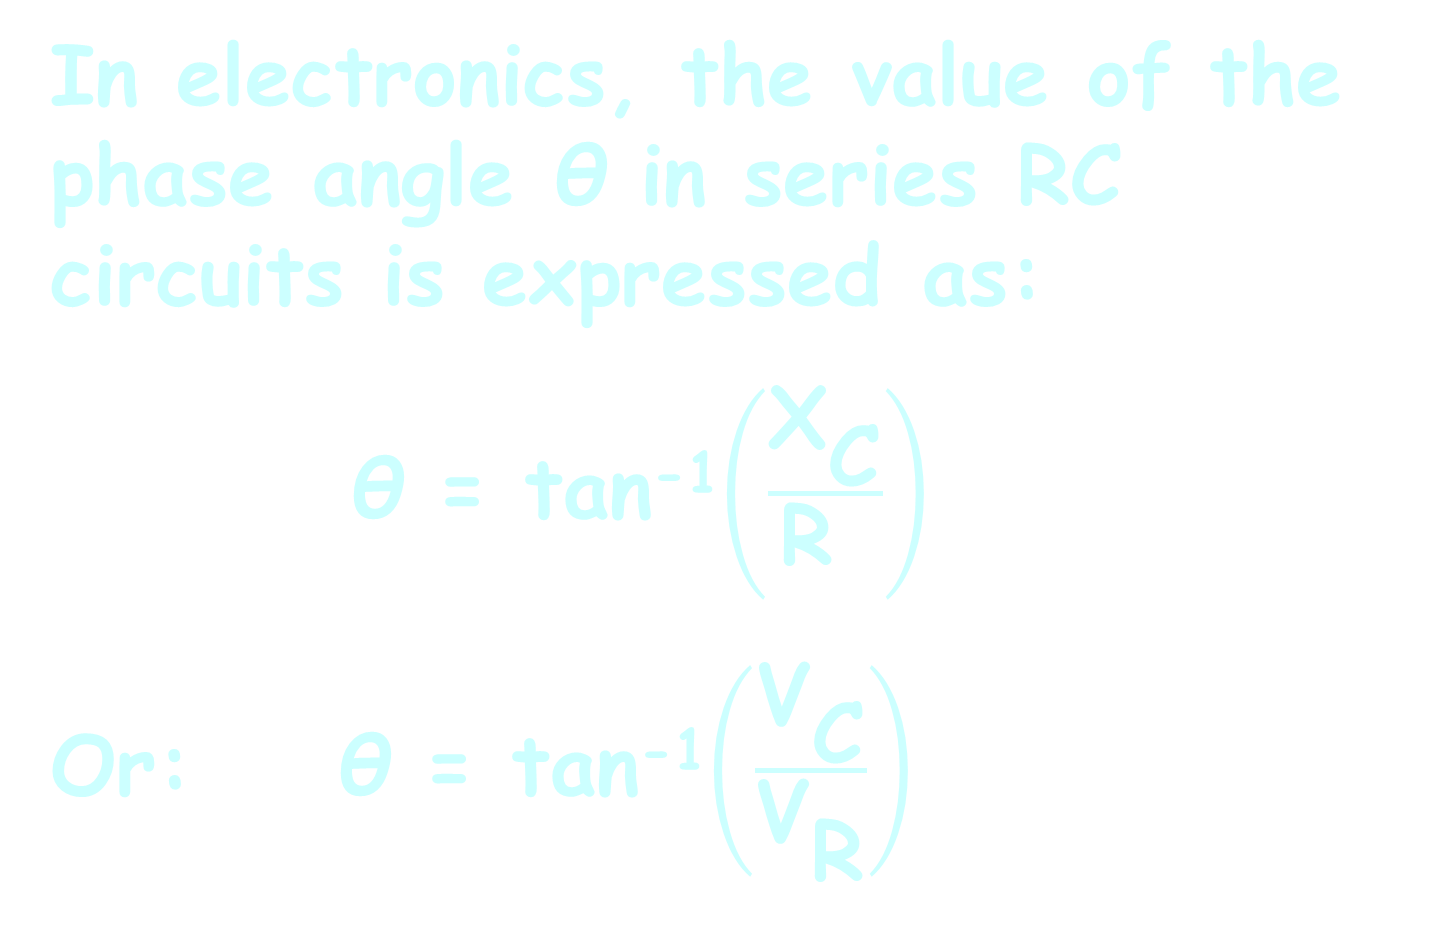 In electronics, the value of the
phase angle θ in series RC
circuits is expressed as:
θ = tan⁻¹(X_C/R)
Or: θ = tan⁻¹(V_C/V_R)